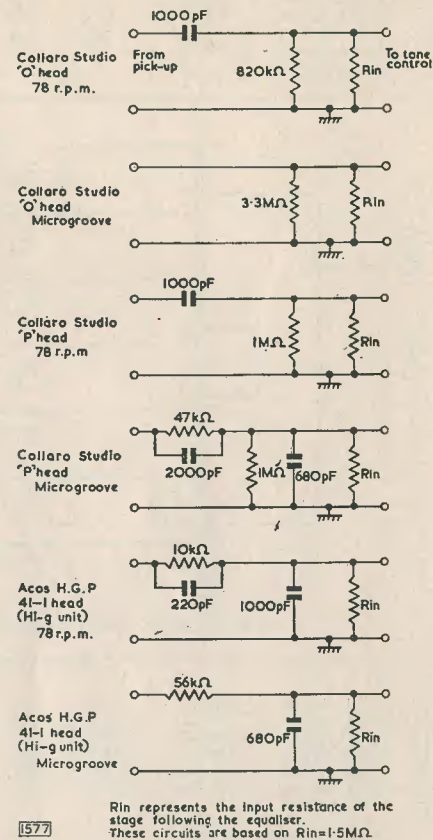 1000pF
Collaro Studio
'O' head
78 r.p.m.
From
pick-up
820kΩ
Rin
To tone
control
Collaro Studio
'O' head
Microgroove
3·3MΩ
Rin
1000pF
Collaro Studio
'P' head
78 r.p.m
1MΩ
Rin
47kΩ
2000pF
Collaro Studio
'P' head
Microgroove
1MΩ
680pF
Rin
10kΩ
220pF
Acos H.G.P
41-1 head
(Hi-g unit)
78 r.p.m.
1000pF
Rin
56kΩ
Acos H.G.P
41-1 head
(Hi-g unit)
Microgroove
680pF
Rin
1577
Rin represents the input resistance of the
stage following the equaliser.
These circuits are based on Rin=1·5MΩ